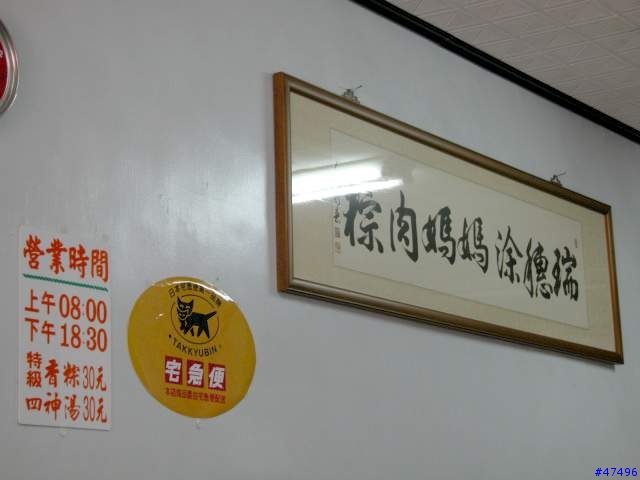 營業時間
上午08:00
下午18:30
特級香粽30元
四神湯30元
TAKKYUBIN
宅急便
瑞穗涂媽媽肉粽
#47496